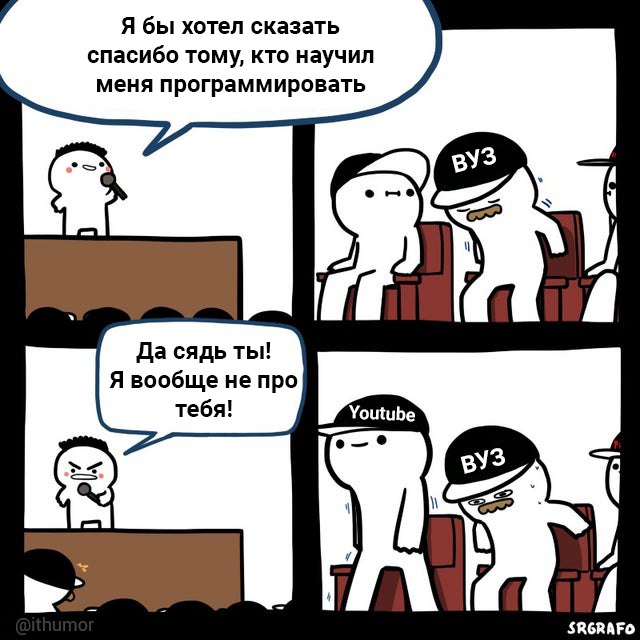 Я бы хотел сказать
спасибо тому, кто научил
меня программировать
ВУЗ
Да сядь ты!
Я вообще не про
тебя!
Youtube
ВУЗ
@ithumor
SRGRAFO